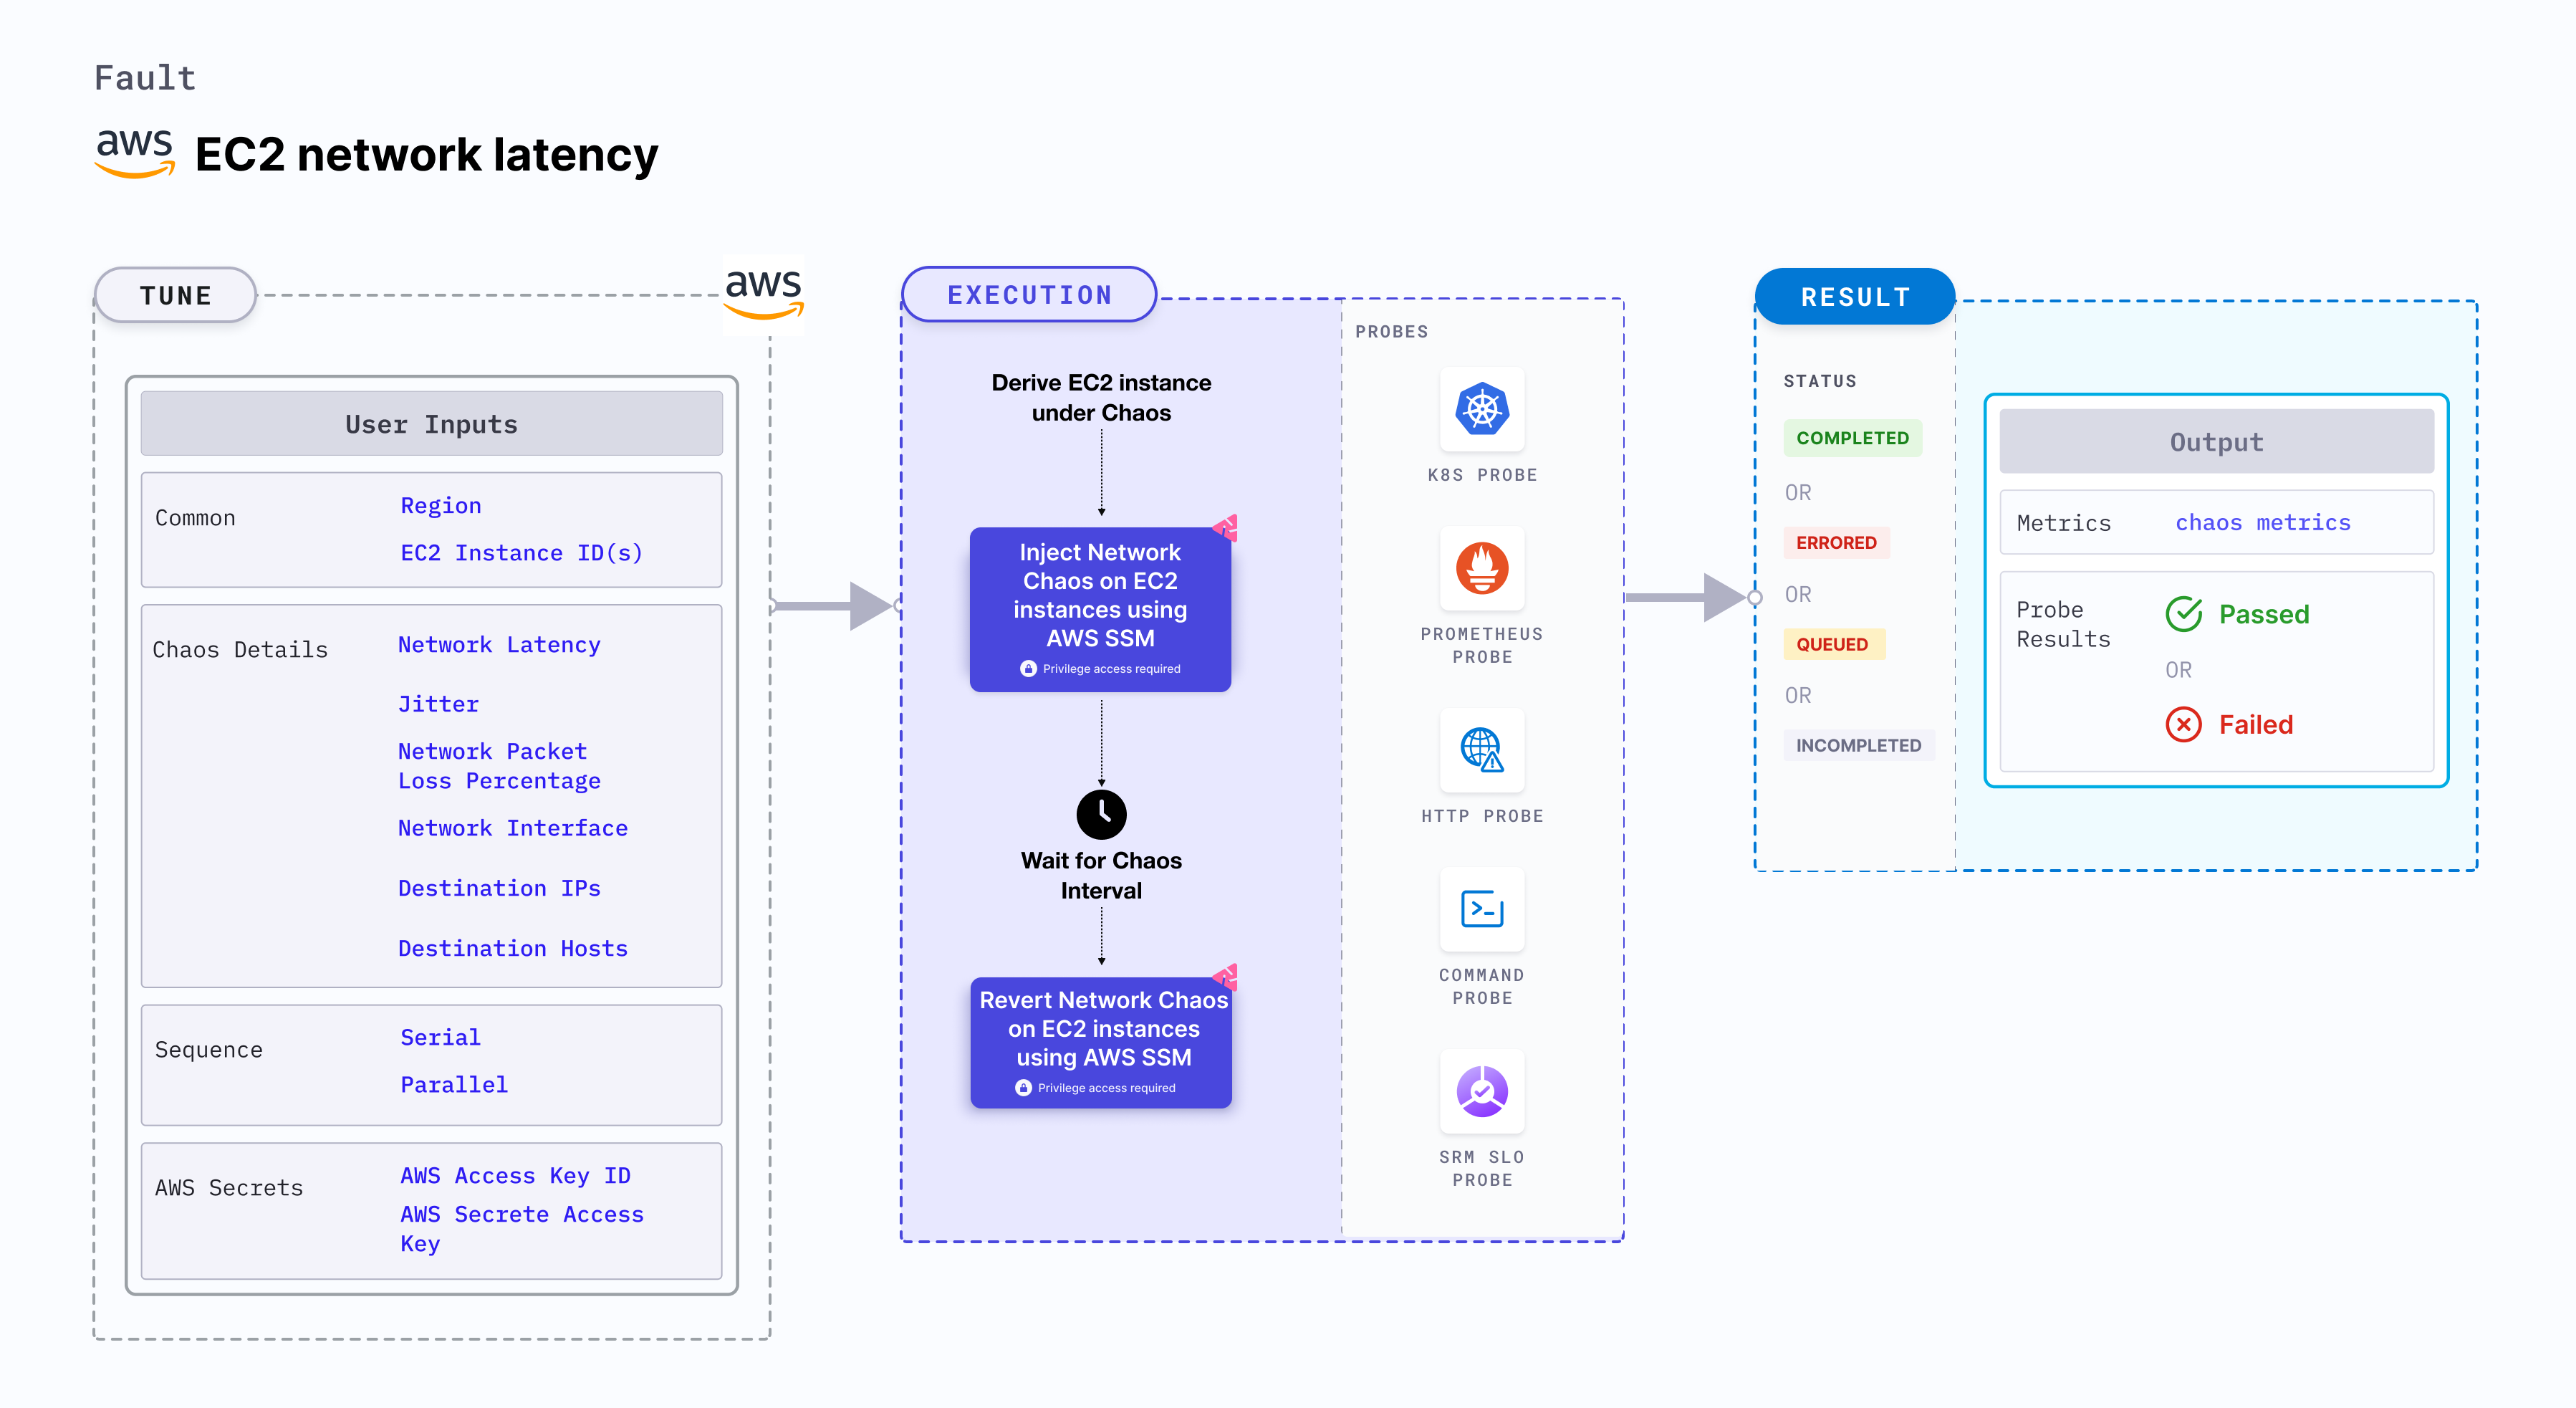 Fault
aws EC2 network latency
TUNE
aws
User Inputs
Common
Region
EC2 Instance ID(s)
Chaos Details
Network Latency
Jitter
Network Packet
Loss Percentage
Network Interface
Destination IPs
Destination Hosts
Sequence
Serial
Parallel
AWS Secrets
AWS Access Key ID
AWS Secrete Access
Key
EXECUTION
Derive EC2 instance
under Chaos
Inject Network
Chaos on EC2
instances using
AWS SSM
Privilege access required
Wait for Chaos
Interval
Revert Network Chaos
on EC2 instances
using AWS SSM
Privilege access required
PROBES
K8S PROBE
PROMETHEUS
PROBE
HTTP PROBE
COMMAND
PROBE
SRM SLO
PROBE
RESULT
STATUS
COMPLETED
OR
ERRORED
OR
QUEUED
OR
INCOMPLETED
Output
Metrics
chaos metrics
Probe
Results
Passed
OR
Failed